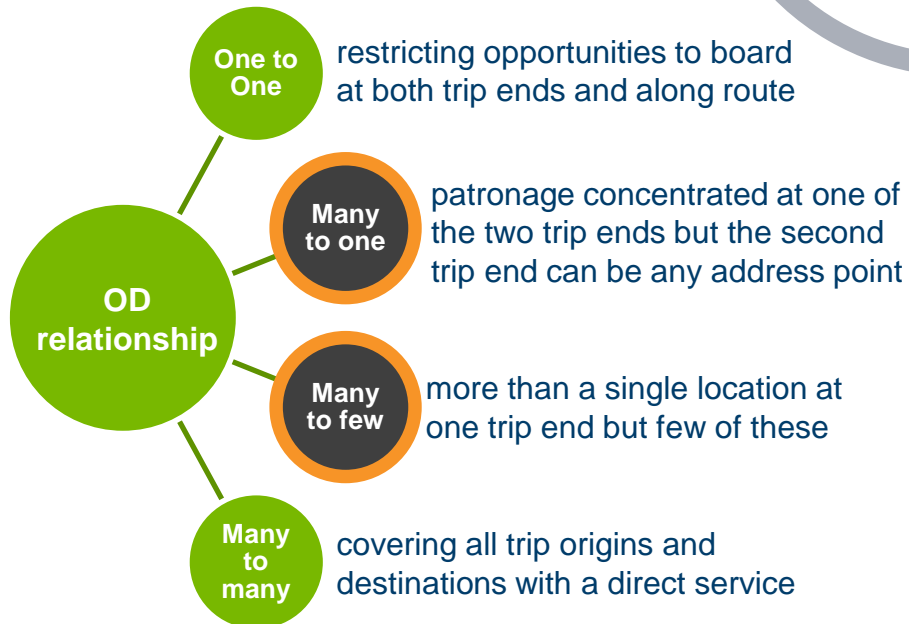 One to
One
restricting opportunities to board
at both trip ends and along route
Many
to one
patronage concentrated at one of
the two trip ends but the second
trip end can be any address point
OD
relationship
Many
to few
more than a single location at
one trip end but few of these
Many
to
many
covering all trip origins and
destinations with a direct service